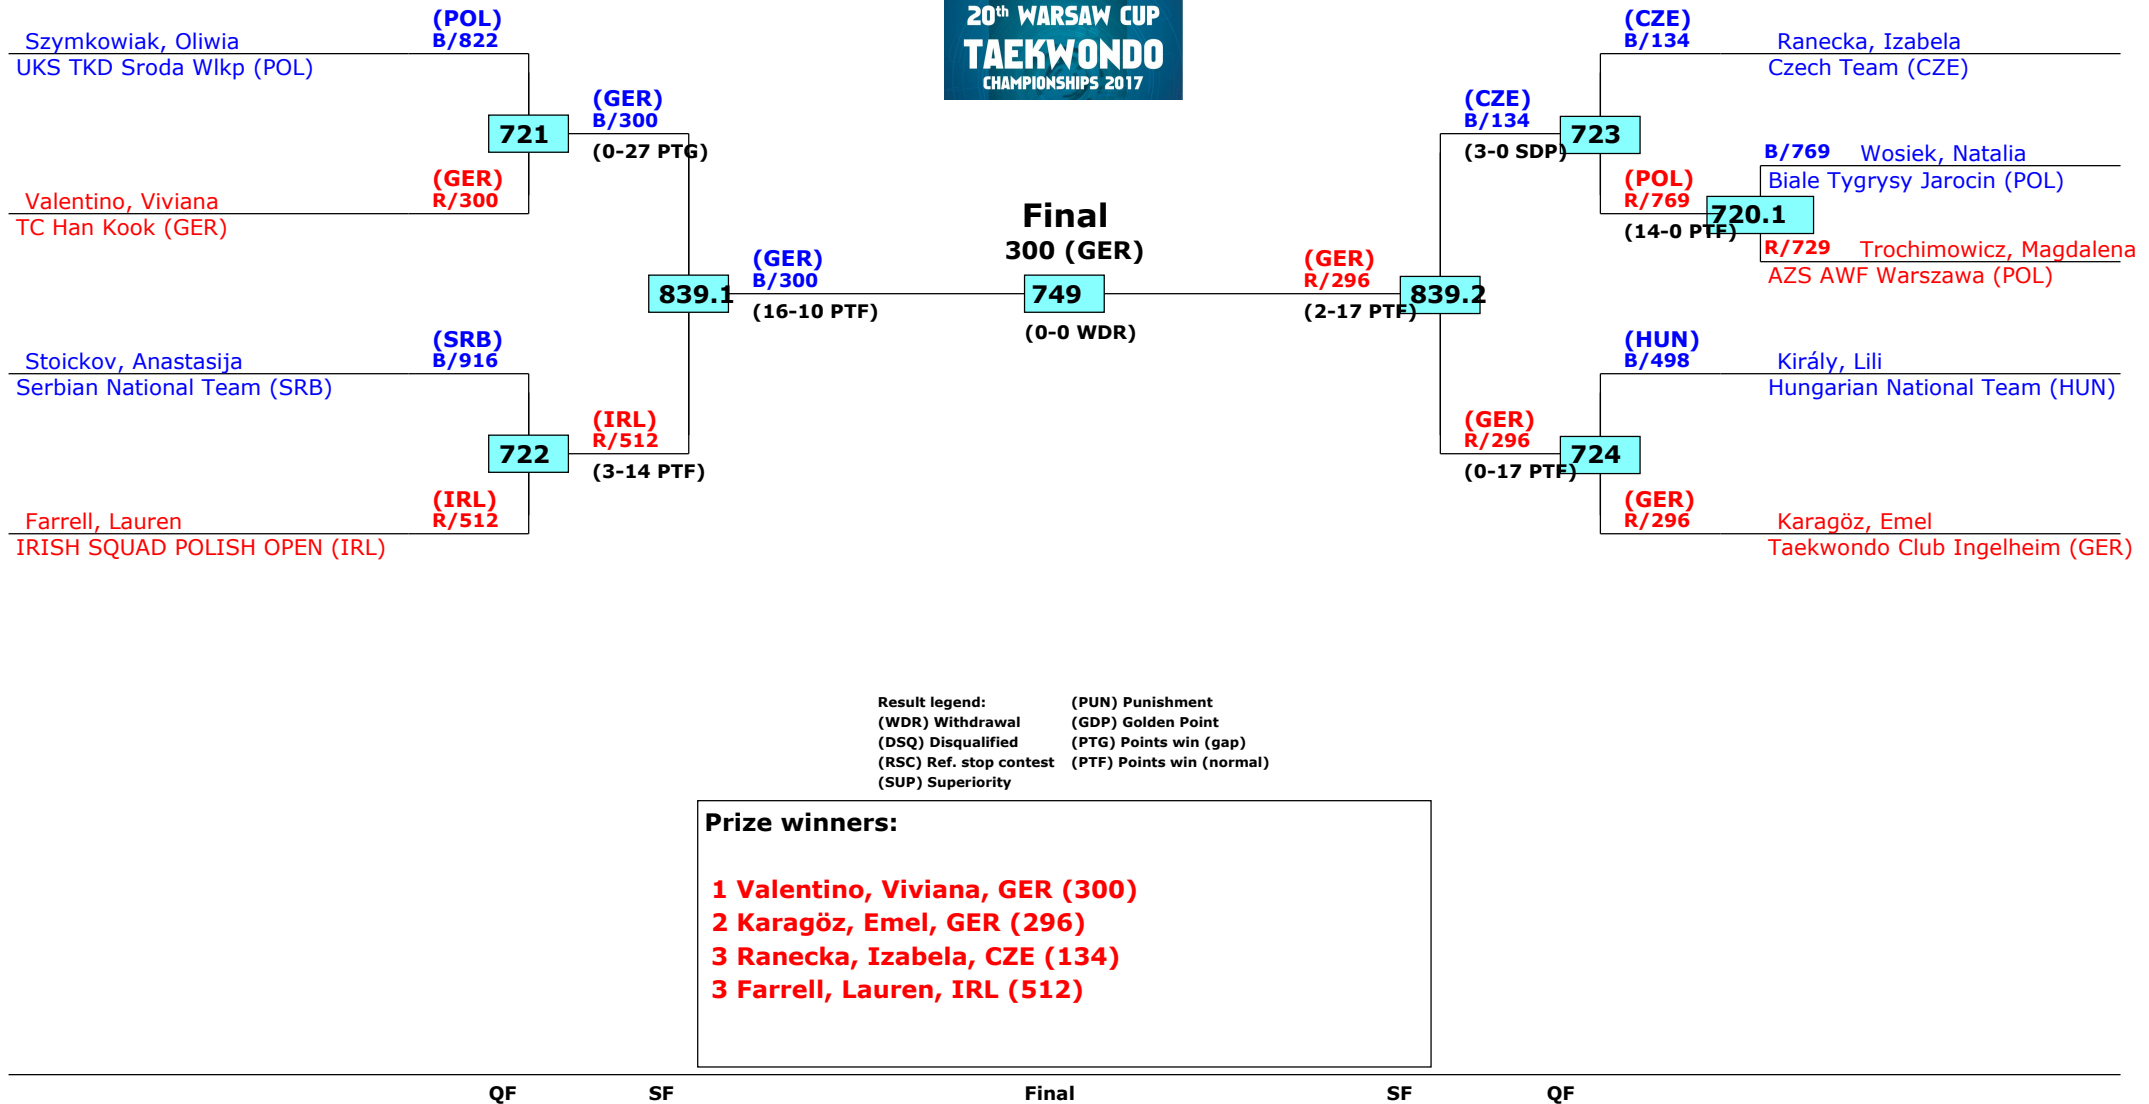 20th WARSAW CUP
TAEKWONDO
CHAMPIONSHIPS 2017
(POL)
Szymkowiak, Oliwia B/822
UKS TKD Sroda Wlkp (POL)
721
(GER)
B/300
(0-27 PTG)
(GER)
Valentino, Viviana R/300
TC Han Kook (GER)
839.1
(GER)
B/300
(16-10 PTF)
(SRB)
Stoickov, Anastasija B/916
Serbian National Team (SRB)
722
(IRL)
R/512
(3-14 PTF)
(IRL)
Farrell, Lauren R/512
IRISH SQUAD POLISH OPEN (IRL)
Final
300 (GER)
749
(0-0 WDR)
(CZE)
B/134 Ranecka, Izabela
Czech Team (CZE)
(CZE)
B/134
(3-0 SDP)
723
B/769 Wosiek, Natalia
Biale Tygrysy Jarocin (POL)
(POL)
R/769
(14-0 PTF)
720.1
R/729 Trochimowicz, Magdalena
AZS AWF Warszawa (POL)
(GER)
R/296
(2-17 PTF)
839.2
(HUN)
B/498 Király, Lili
Hungarian National Team (HUN)
(GER)
R/296
(0-17 PTF)
724
(GER)
R/296 Karagöz, Emel
Taekwondo Club Ingelheim (GER)
Result legend: (PUN) Punishment
(WDR) Withdrawal (GDP) Golden Point
(DSQ) Disqualified (PTG) Points win (gap)
(RSC) Ref. stop contest (PTF) Points win (normal)
(SUP) Superiority
Prize winners:
1 Valentino, Viviana, GER (300)
2 Karagöz, Emel, GER (296)
3 Ranecka, Izabela, CZE (134)
3 Farrell, Lauren, IRL (512)
QF SF Final SF QF